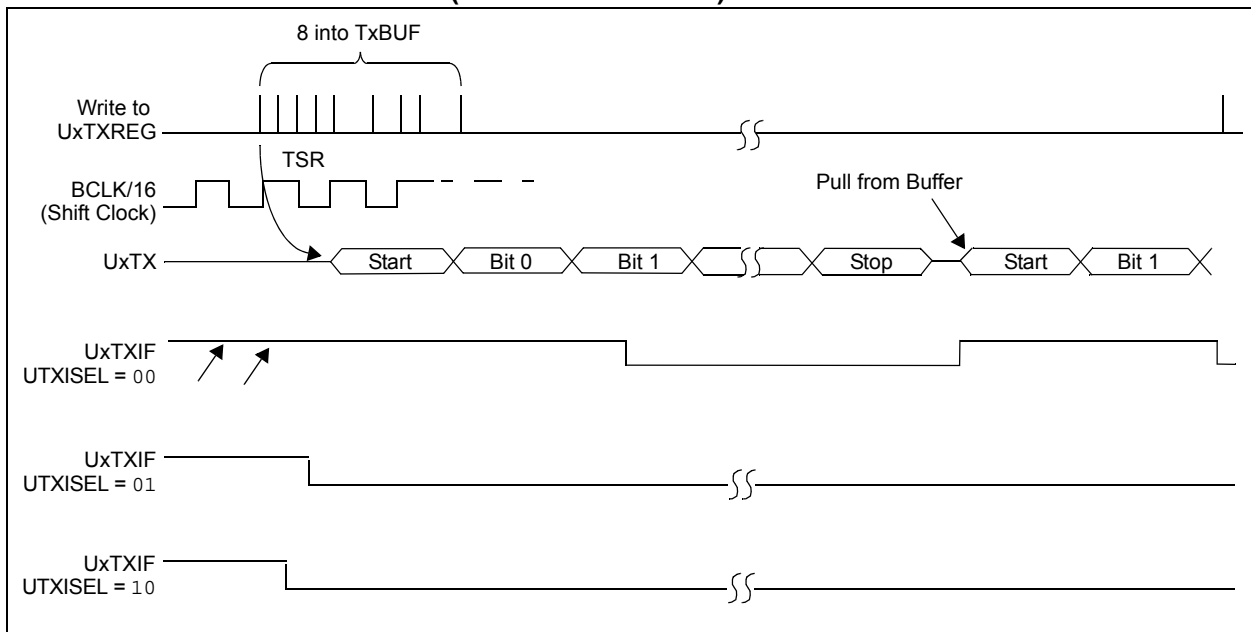 8 into TxBUF
Write to
UxTXREG
TSR
BCLK/16
(Shift Clock)
Pull from Buffer
UxTX
Start
Bit 0
Bit 1
Stop
Start
Bit 1
UxTXIF
UTXISEL = 00
UxTXIF
UTXISEL = 01
UxTXIF
UTXISEL = 10